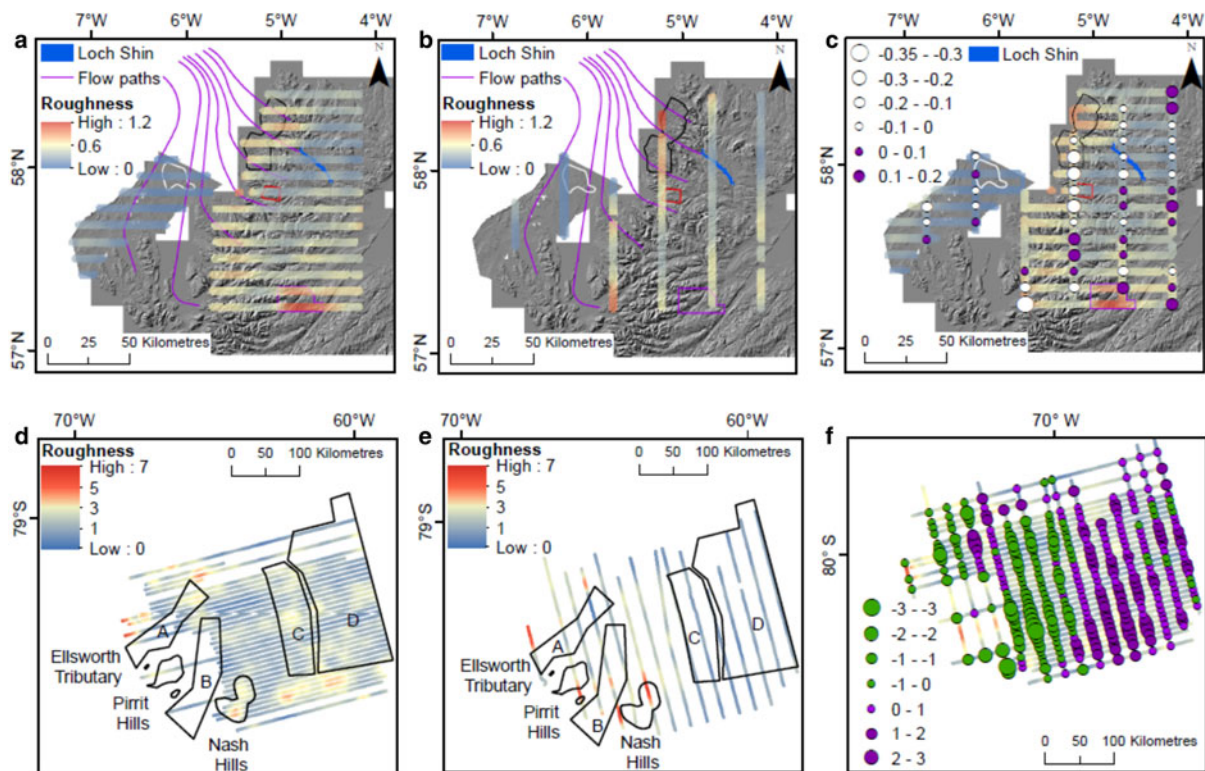 7°W 6°W 5°W 4°W
7°W 6°W 5°W 4°W
7°W 6°W 5°W 4°W
a
Loch Shin
Flow paths
Roughness
High : 1.2
0.6
Low : 0
N
58°N
57°N
0 25 50 Kilometres
b
Loch Shin
Flow paths
Roughness
High : 1.2
0.6
Low : 0
N
58°N
57°N
0 25 50 Kilometres
c
-0.35 - -0.3
-0.3 - -0.2
-0.2 - -0.1
-0.1 - 0
0 - 0.1
0.1 - 0.2
Loch Shin
N
58°N
57°N
0 25 50 Kilometres
d
70°W 60°W
Roughness
High : 7
5
3
1
Low : 0
0 50 100 Kilometres
79°S
A
B
C
D
Ellsworth
Tributary
Pirrit
Hills
Nash
Hills
e
70°W 60°W
Roughness
High : 7
5
3
1
Low : 0
0 50 100 Kilometres
79°S
A
B
C
D
Ellsworth
Tributary
Pirrit
Hills
Nash
Hills
f
70°W
80° S
-3 - -3
-2 - -2
-1 - -1
-1 - 0
0 - 1
1 - 2
2 - 3
0 50 100 Kilometres